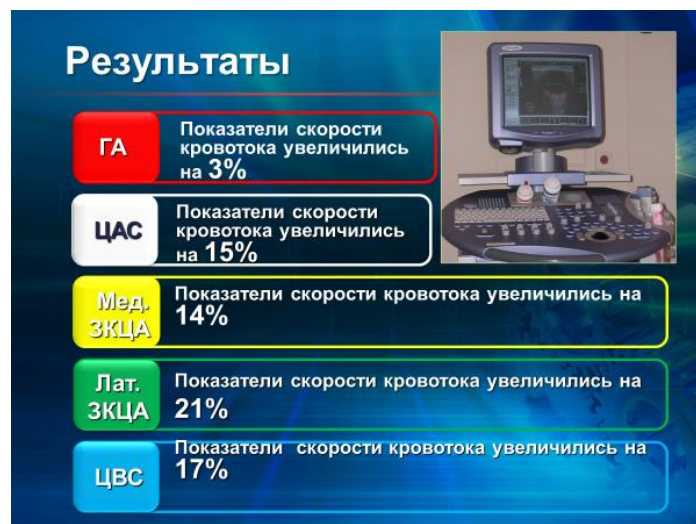 Результаты
ГА
Показатели скорости
кровотока увеличились
на 3%
ЦАС
Показатели скорости
кровотока увеличились
на 15%
Мед.
ЗКЦА
Показатели скорости кровотока увеличились на
14%
Лат.
ЗКЦА
Показатели скорости кровотока увеличились на
21%
ЦВС
Показатели скорости кровотока увеличились на
17%